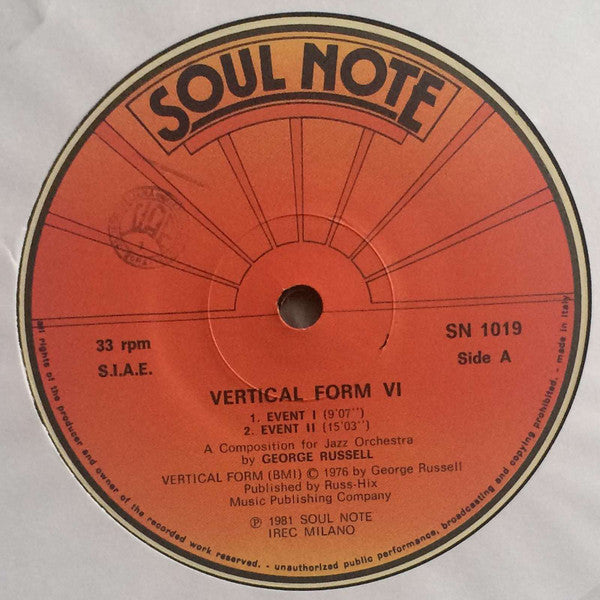 SOUL NOTE
33 rpm
S.I.A.E.
SN 1019
Side A
VERTICAL FORM VI
1. EVENT I (9'07'')
2. EVENT II (15'03'')
A Composition for Jazz Orchestra
by GEORGE RUSSELL
VERTICAL FORM (BMI) © 1976 by George Russell
Published by Russ-Hix
Music Publishing Company
℗ 1981 SOUL NOTE
IREC MILANO
all rights of the producer and owner of the recorded work reserved. - unauthorized public performance, broadcasting and copying prohibited. - made in Italy